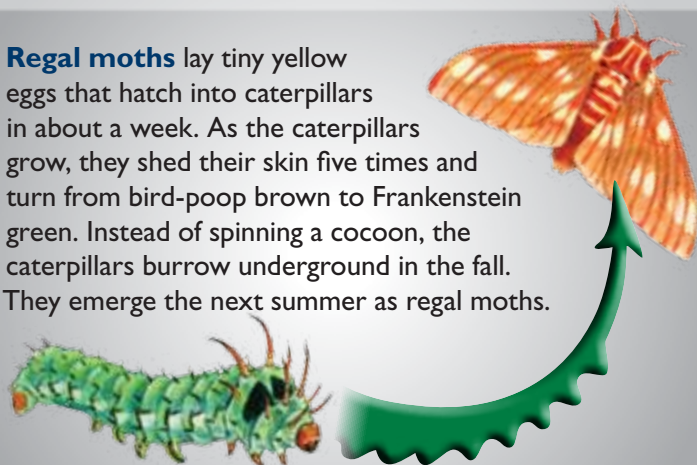 Regal moths lay tiny yellow
eggs that hatch into caterpillars
in about a week. As the caterpillars
grow, they shed their skin five times and
turn from bird-poop brown to Frankenstein
green. Instead of spinning a cocoon, the
caterpillars burrow underground in the fall.
They emerge the next summer as regal moths.